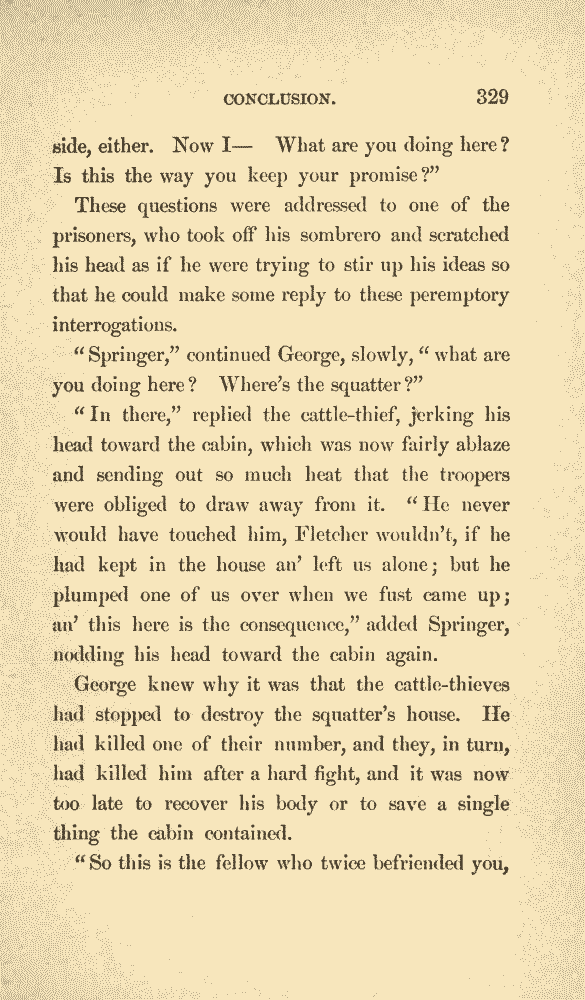 CONCLUSION. 329
side, either. Now I— What are you doing here?
Is this the way you keep your promise?”
These questions were addressed to one of the
prisoners, who took off his sombrero and scratched
his head as if he were trying to stir up his ideas so
that he could make some reply to these peremptory
interrogations.
“Springer,” continued George, slowly, “what are
you doing here? Where’s the squatter?”
“In there,” replied the cattle-thief, jerking his
head toward the cabin, which was now fairly ablaze
and sending out so much heat that the troopers
were obliged to draw away from it. “He never
would have touched him, Fletcher wouldn’t, if he
had kept in the house an’ left us alone; but he
plumped one of us over when we fust came up;
an’ this here is the consequence,” added Springer,
nodding his head toward the cabin again.
George knew why it was that the cattle-thieves
had stopped to destroy the squatter’s house. He
had killed one of their number, and they, in turn,
had killed him after a hard fight, and it was now
too late to recover his body or to save a single
thing the cabin contained.
“So this is the fellow who twice befriended you,